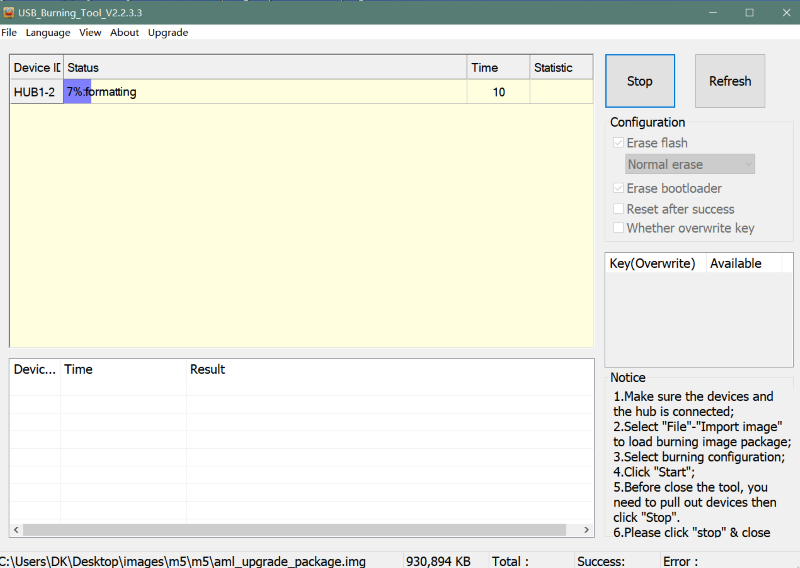 USB_Burning_Tool_V2.2.3.3
File Language View About Upgrade
Device ID Status Time Statistic
HUB1-2 7%:formatting 10
Stop Refresh
Configuration
Erase flash
Normal erase
Erase bootloader
Reset after success
Whether overwrite key
Key(Overwrite) Available
Devic... Time Result
Notice
1.Make sure the devices and
the hub is connected;
2.Select "File"-"Import image"
to load burning image package;
3.Select burning configuration;
4.Click "Start";
5.Before close the tool, you
need to pull out devices then
click "Stop".
6.Please click "stop" & close
C:\Users\DK\Desktop\images\m5\m5\aml_upgrade_package.img 930,894 KB Total : Success: Error :